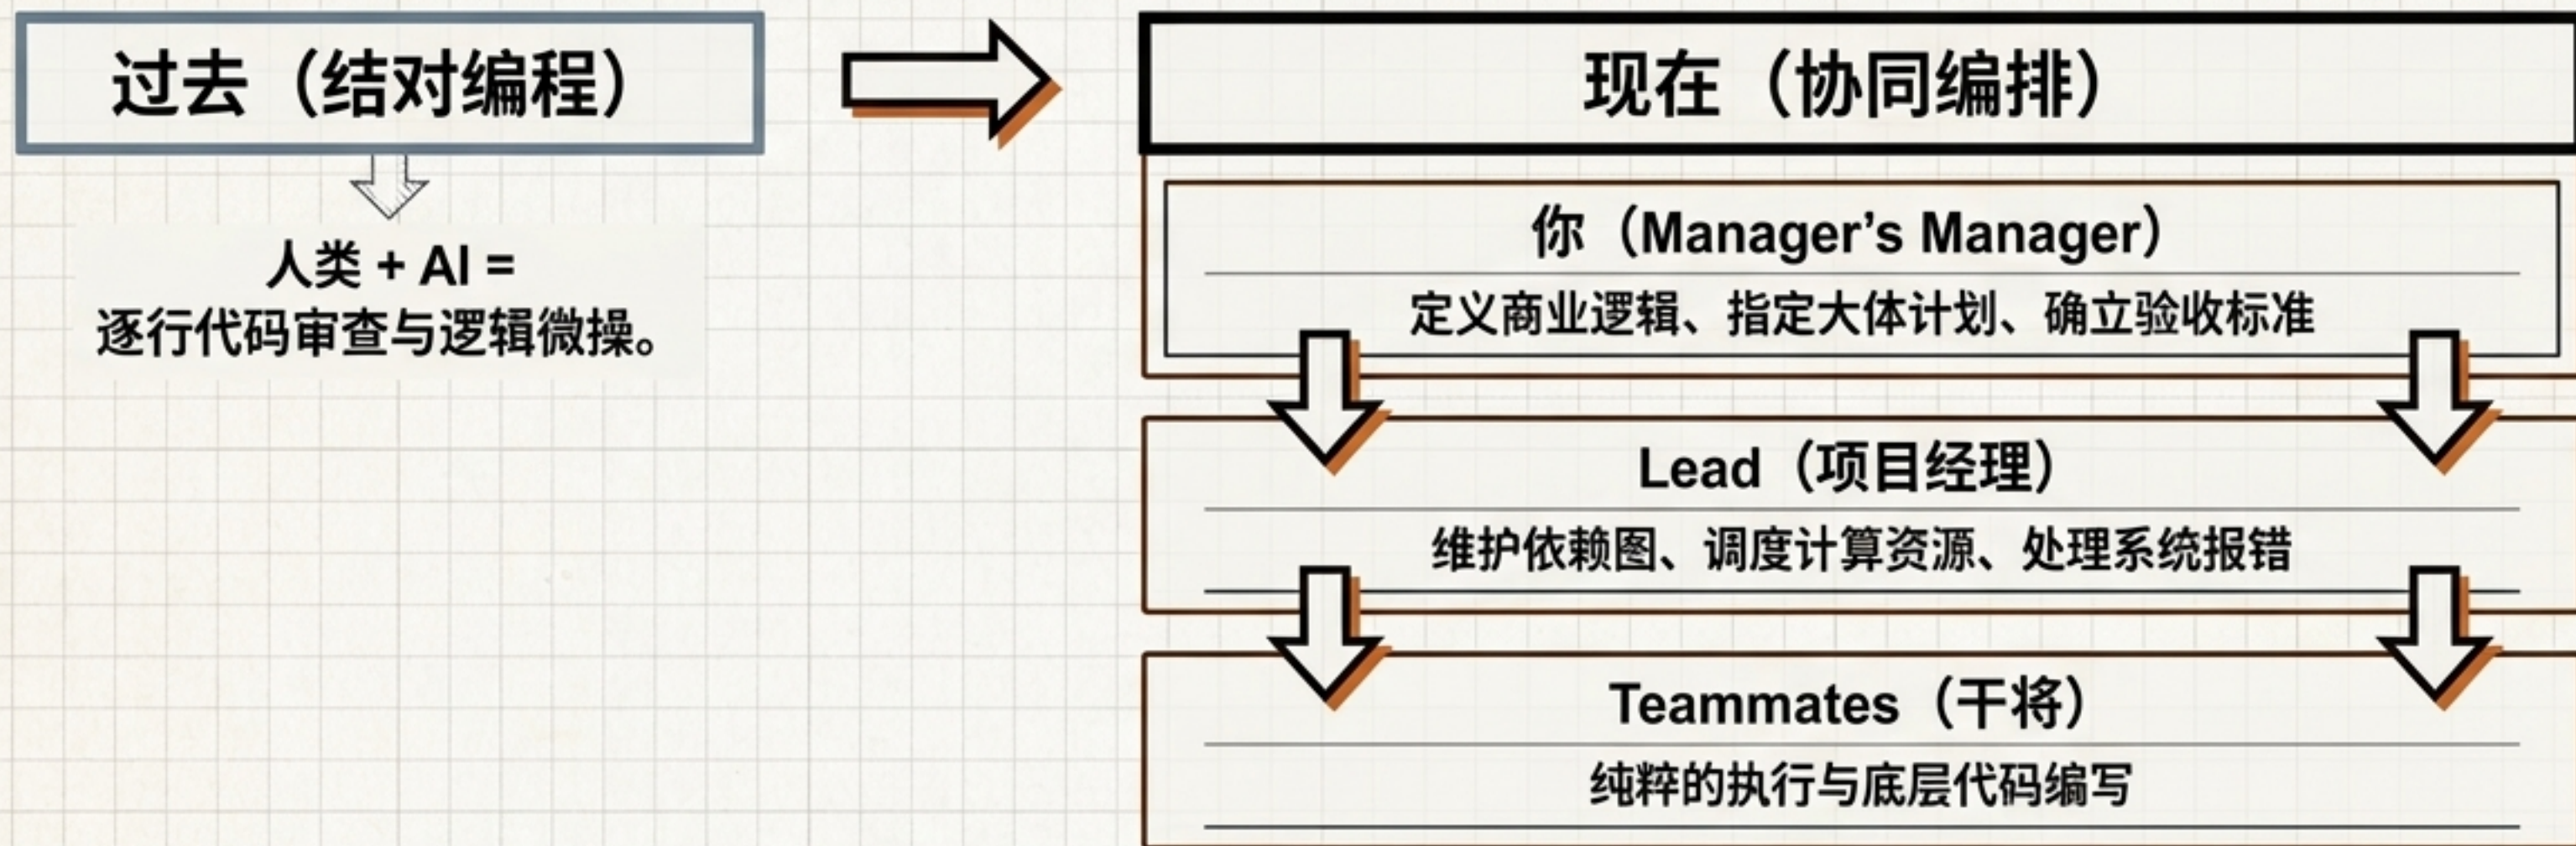 过去（结对编程）
人类 + AI =
逐行代码审查与逻辑微操。
现在（协同编排）
你（Manager’s Manager）
定义商业逻辑、指定大体计划、确立验收标准
Lead（项目经理）
维护依赖图、调度计算资源、处理系统报错
Teammates（干将）
纯粹的执行与底层代码编写